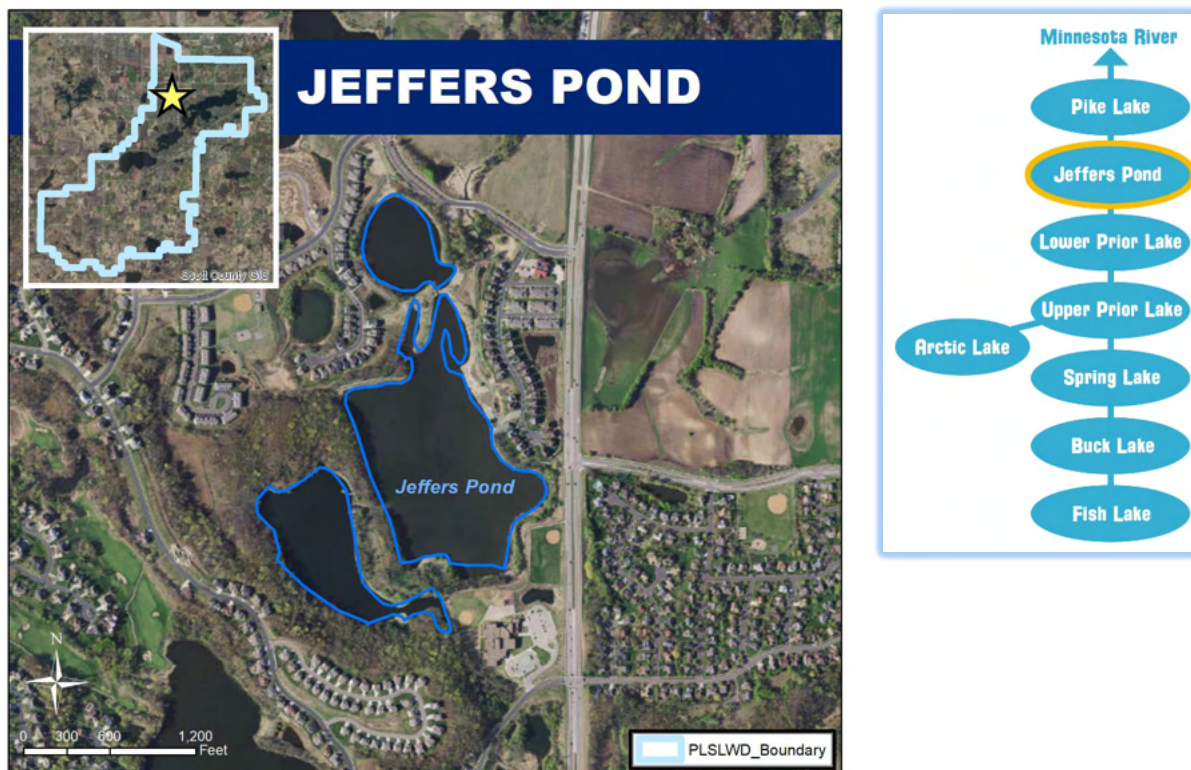 JEFFERS POND
Scott County GIS
Jeffers Pond
N
0 300 600 1,200
Feet
PLSLWD_Boundary
Minnesota River
Pike Lake
Jeffers Pond
Lower Prior Lake
Upper Prior Lake
Arctic Lake
Spring Lake
Buck Lake
Fish Lake